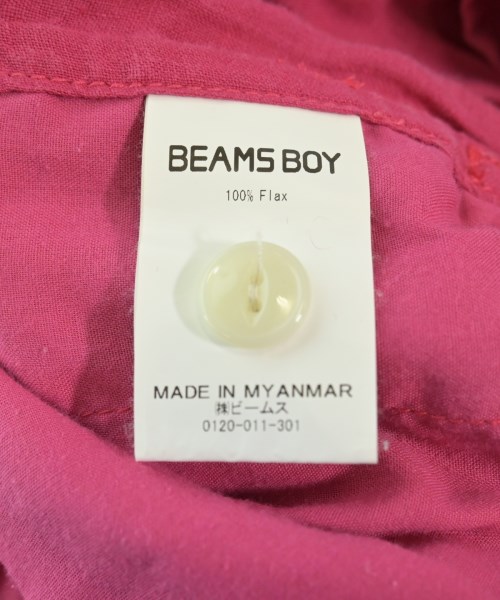 BEAMS BOY
100% Flax
MADE IN MYANMAR
㈱ビームス
0120-011-301